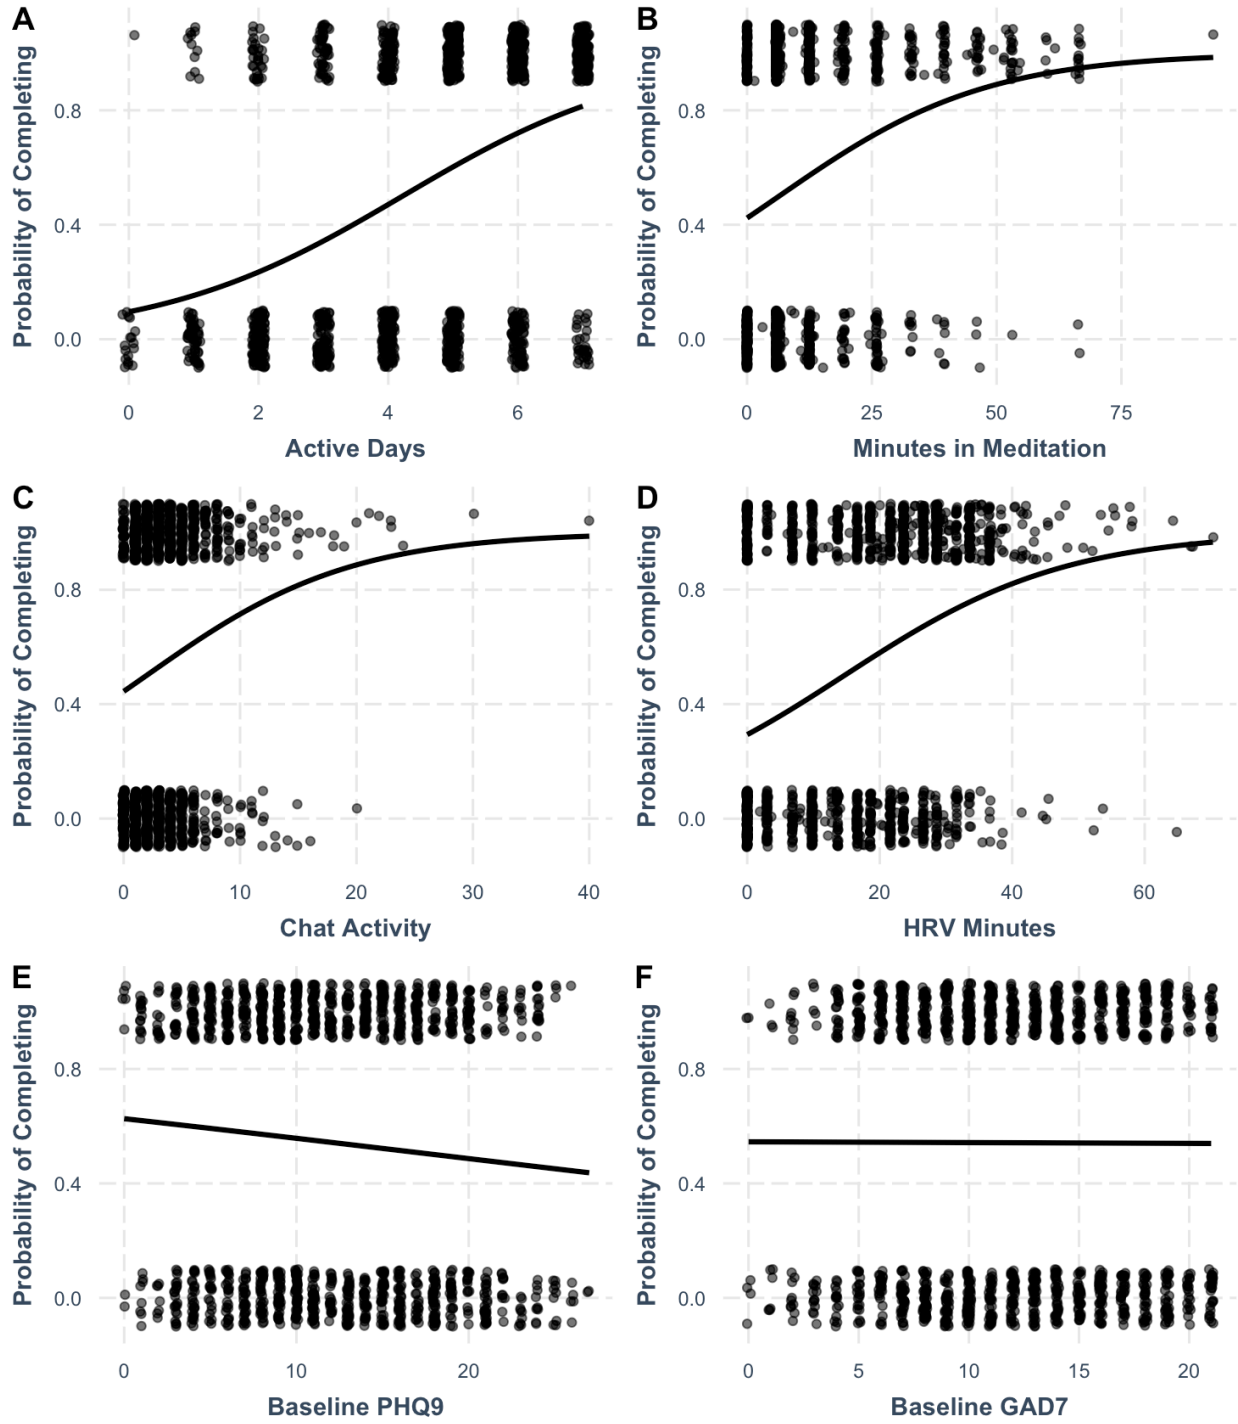 A
B
Probability of Completing
0.8
0.4
0.0
0 2 4 6
Active Days
Probability of Completing
0.8
0.4
0.0
0 25 50 75
Minutes in Meditation
C
D
Probability of Completing
0.8
0.4
0.0
0 10 20 30 40
Chat Activity
Probability of Completing
0.8
0.4
0.0
0 20 40 60
HRV Minutes
E
F
Probability of Completing
0.8
0.4
0.0
0 10 20
Baseline PHQ9
Probability of Completing
0.8
0.4
0.0
0 5 10 15 20
Baseline GAD7